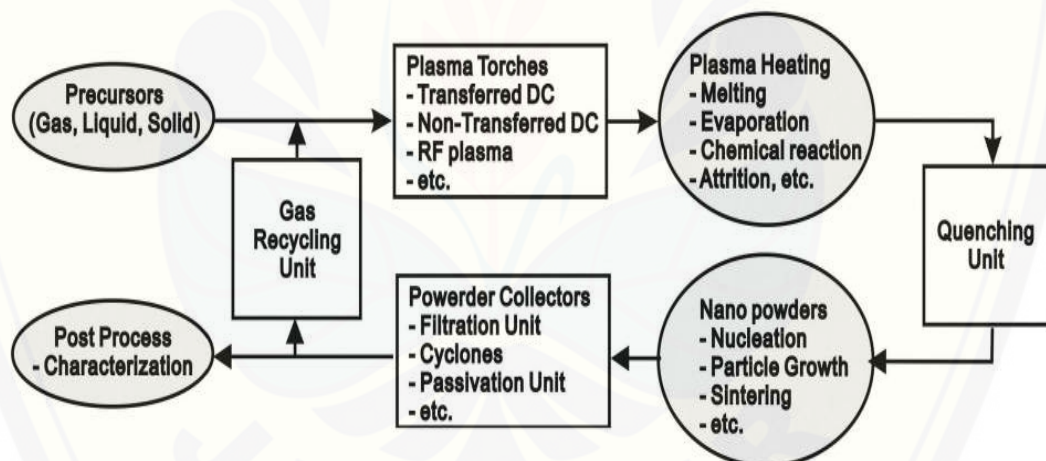 Precursors
(Gas, Liquid, Solid)
Plasma Torches
- Transferred DC
- Non-Transferred DC
- RF plasma
- etc.
Plasma Heating
- Melting
- Evaporation
- Chemical reaction
- Attrition, etc.
Gas
Recycling
Unit
Quenching
Unit
Post Process
- Characterization
Powerder Collectors
- Filtration Unit
- Cyclones
- Passivation Unit
- etc.
Nano powders
- Nucleation
- Particle Growth
- Sintering
- etc.